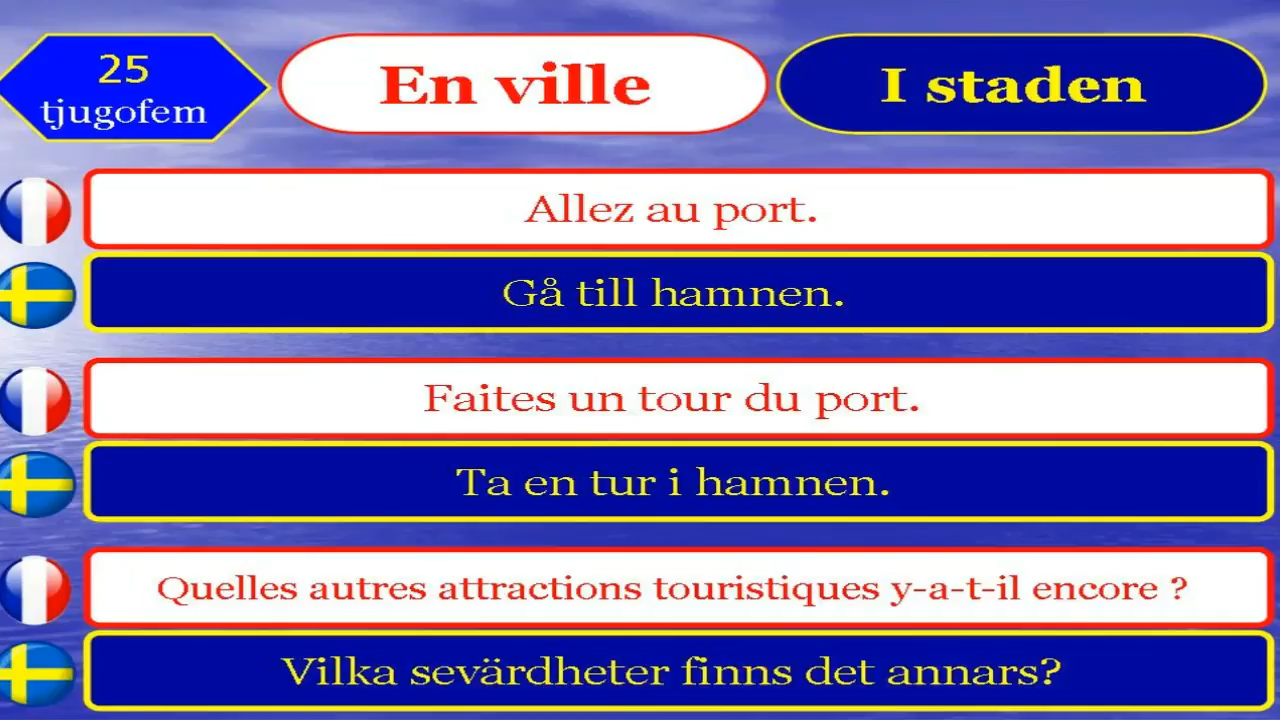 25
tjugofem
En ville
I staden
Allez au port.
Gå till hamnen.
Faites un tour du port.
Ta en tur i hamnen.
Quelles autres attractions touristiques y-a-t-il encore ?
Vilka sevärdheter finns det annars?